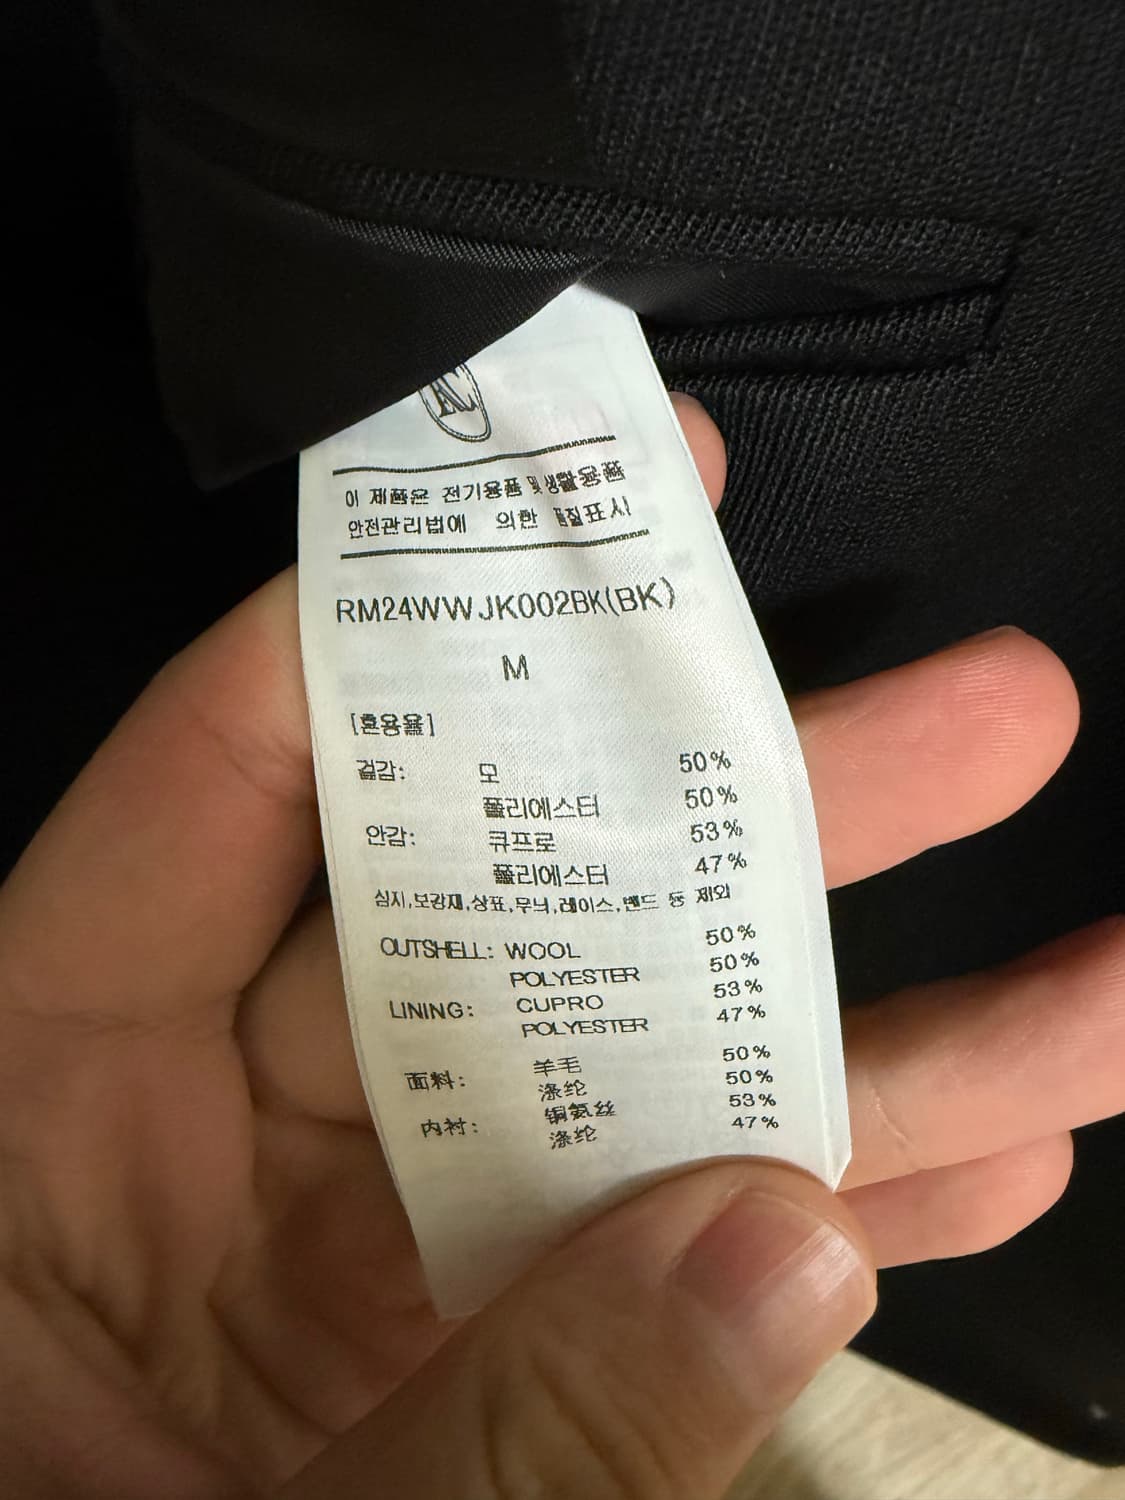 KC
이 제품은 전기용품 및 생활용품
안전관리법에 의한 품질표시
RM24WWJK002BK(BK)
M
[혼용율]
겉감: 모 50%
폴리에스터 50%
안감: 큐프로 53%
폴리에스터 47%
심지,보강재,상표,무늬,레이스,밴드 등 제외
OUTSHELL: WOOL 50%
POLYESTER 50%
LINING: CUPRO 53%
POLYESTER 47%
面料: 羊毛 50%
涤纶 50%
内衬: 铜氨丝 53%
涤纶 47%